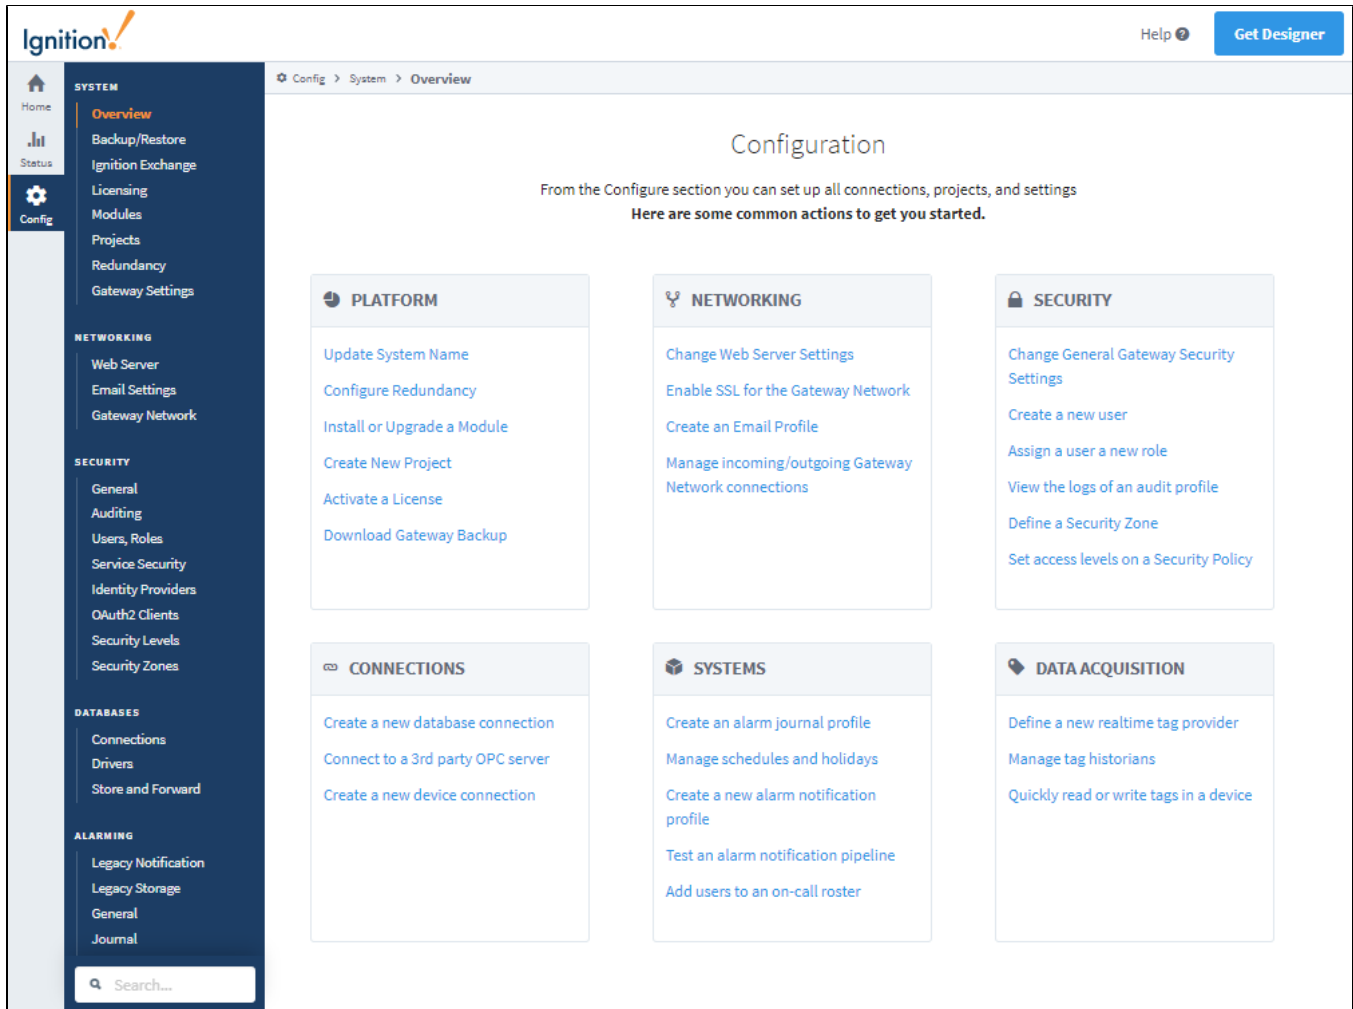 Ignition!
Help
Get Designer
Home
Status
Config
SYSTEM
Overview
Backup/Restore
Ignition Exchange
Licensing
Modules
Projects
Redundancy
Gateway Settings
NETWORKING
Web Server
Email Settings
Gateway Network
SECURITY
General
Auditing
Users, Roles
Service Security
Identity Providers
OAuth2 Clients
Security Levels
Security Zones
DATABASES
Connections
Drivers
Store and Forward
ALARMING
Legacy Notification
Legacy Storage
General
Journal
Search...
Config > System > Overview
Configuration
From the Configure section you can set up all connections, projects, and settings
Here are some common actions to get you started.
PLATFORM
Update System Name
Configure Redundancy
Install or Upgrade a Module
Create New Project
Activate a License
Download Gateway Backup
NETWORKING
Change Web Server Settings
Enable SSL for the Gateway Network
Create an Email Profile
Manage incoming/outgoing Gateway
Network connections
SECURITY
Change General Gateway Security
Settings
Create a new user
Assign a user a new role
View the logs of an audit profile
Define a Security Zone
Set access levels on a Security Policy
CONNECTIONS
Create a new database connection
Connect to a 3rd party OPC server
Create a new device connection
SYSTEMS
Create an alarm journal profile
Manage schedules and holidays
Create a new alarm notification
profile
Test an alarm notification pipeline
Add users to an on-call roster
DATA ACQUISITION
Define a new realtime tag provider
Manage tag historians
Quickly read or write tags in a device